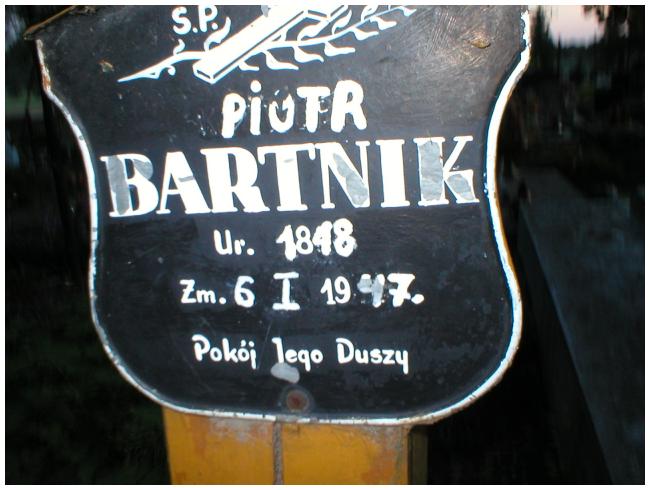 S.P.
PiOTR
BARTNIK
Ur. 1848
Zm. 6 I 1947.
Pokój Jego Duszy